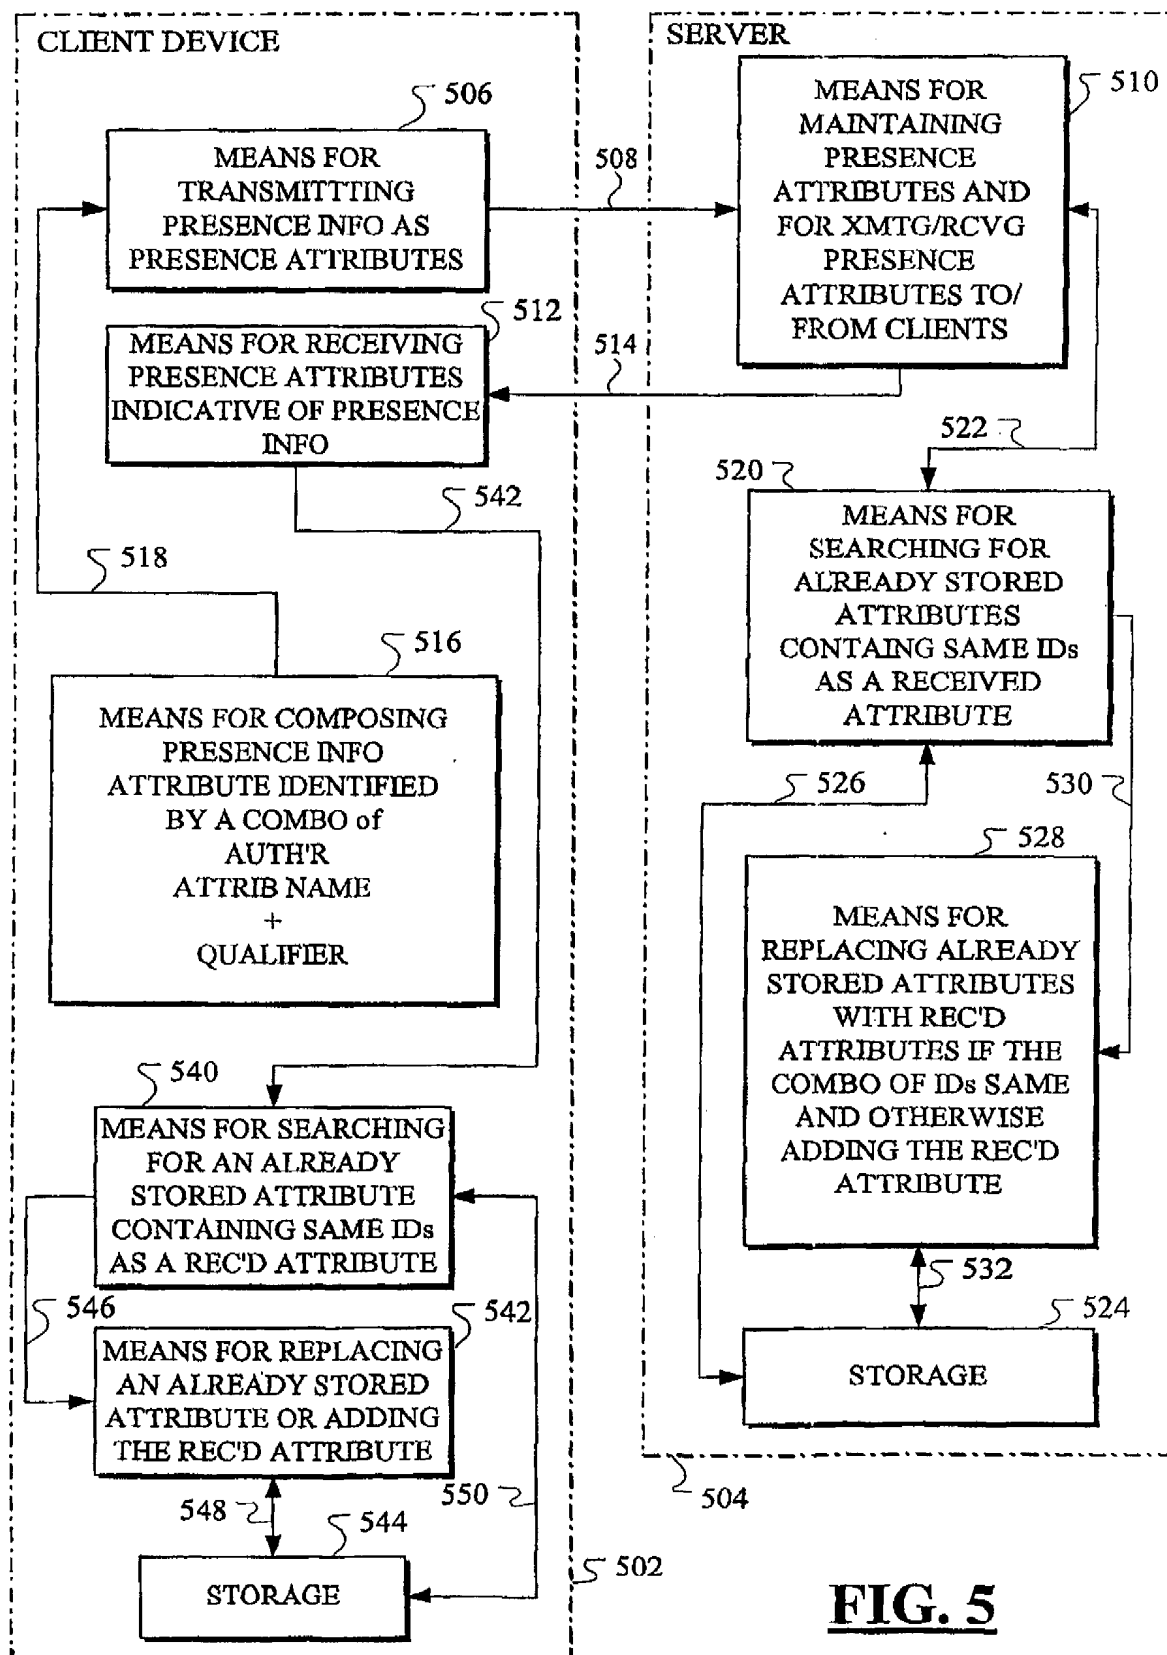 CLIENT DEVICE
506
MEANS FOR
TRANSMITTTING
PRESENCE INFO AS
PRESENCE ATTRIBUTES
508
512
MEANS FOR RECEIVING
PRESENCE ATTRIBUTES
INDICATIVE OF PRESENCE
INFO
514
542
518
516
MEANS FOR COMPOSING
PRESENCE INFO
ATTRIBUTE IDENTIFIED
BY A COMBO of
AUTH'R
ATTRIB NAME
+
QUALIFIER
540
MEANS FOR SEARCHING
FOR AN ALREADY
STORED ATTRIBUTE
CONTAINING SAME IDs
AS A REC'D ATTRIBUTE
546
542
MEANS FOR REPLACING
AN ALREADY STORED
ATTRIBUTE OR ADDING
THE REC'D ATTRIBUTE
548
550
544
STORAGE
502
SERVER
510
MEANS FOR
MAINTAINING
PRESENCE
ATTRIBUTES AND
FOR XMTG/RCVG
PRESENCE
ATTRIBUTES TO/
FROM CLIENTS
522
520
MEANS FOR
SEARCHING FOR
ALREADY STORED
ATTRIBUTES
CONTAING SAME IDs
AS A RECEIVED
ATTRIBUTE
526
530
528
MEANS FOR
REPLACING ALREADY
STORED ATTRIBUTES
WITH REC'D
ATTRIBUTES IF THE
COMBO OF IDs SAME
AND OTHERWISE
ADDING THE REC'D
ATTRIBUTE
532
524
STORAGE
504
FIG. 5